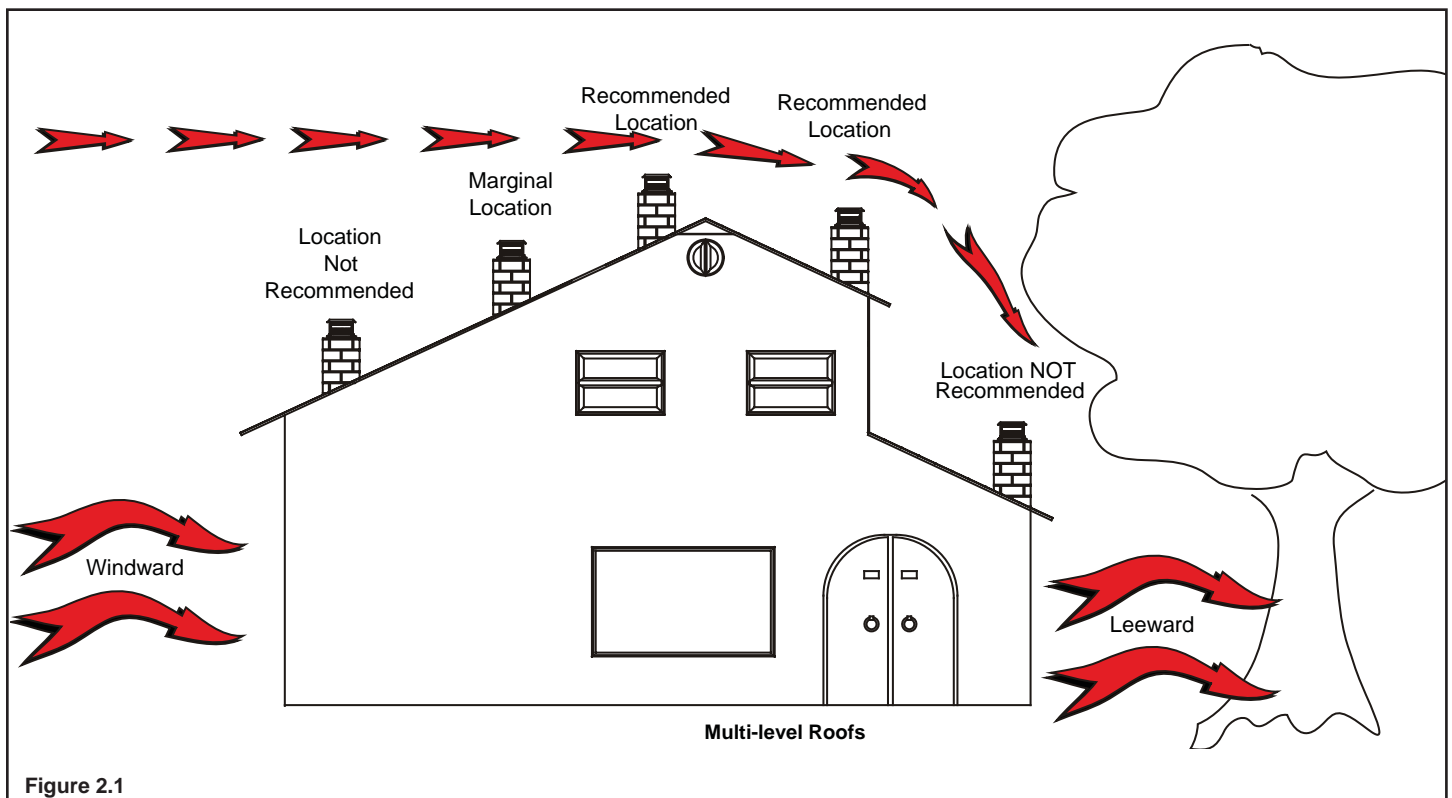 Recommended
Location
Recommended
Location
Marginal
Location
Location
Not
Recommended
Location NOT
Recommended
Windward
Leeward
Multi-level Roofs
Figure 2.1